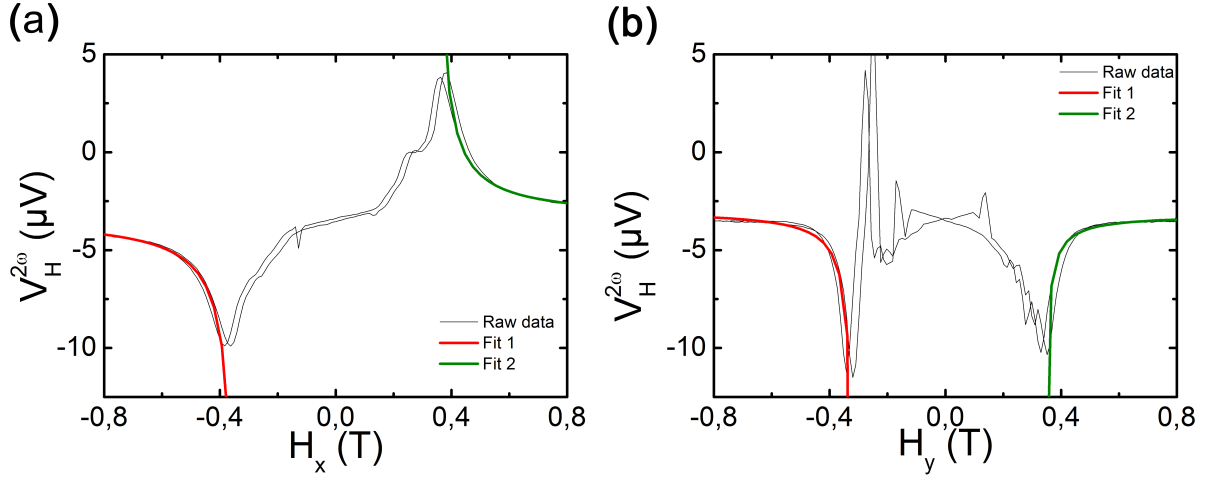 (a)
5
0
-5
-10
-0,8
-0,4
0,0
0,4
0,8
V_H^{2ω} (μV)
H_x (T)
Raw data
Fit 1
Fit 2
(b)
5
0
-5
-10
-0,8
-0,4
0,0
0,4
0,8
V_H^{2ω} (μV)
H_y (T)
Raw data
Fit 1
Fit 2